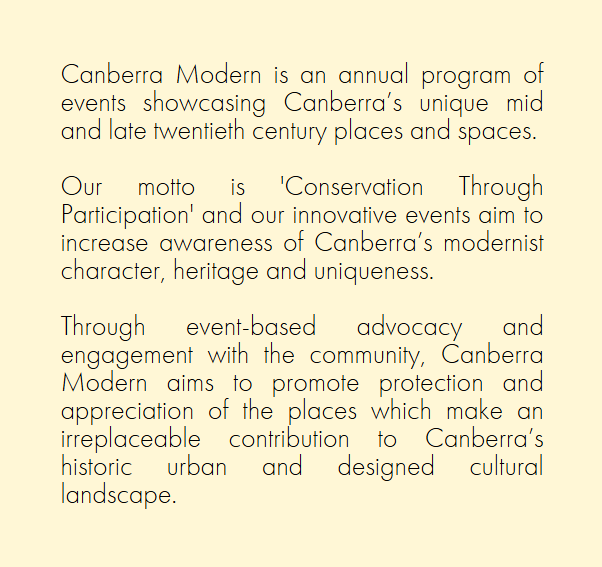 Canberra Modern is an annual program of
events showcasing Canberra’s unique mid
and late twentieth century places and spaces.
Our motto is 'Conservation Through
Participation' and our innovative events aim to
increase awareness of Canberra’s modernist
character, heritage and uniqueness.
Through event-based advocacy and
engagement with the community, Canberra
Modern aims to promote protection and
appreciation of the places which make an
irreplaceable contribution to Canberra’s
historic urban and designed cultural
landscape.